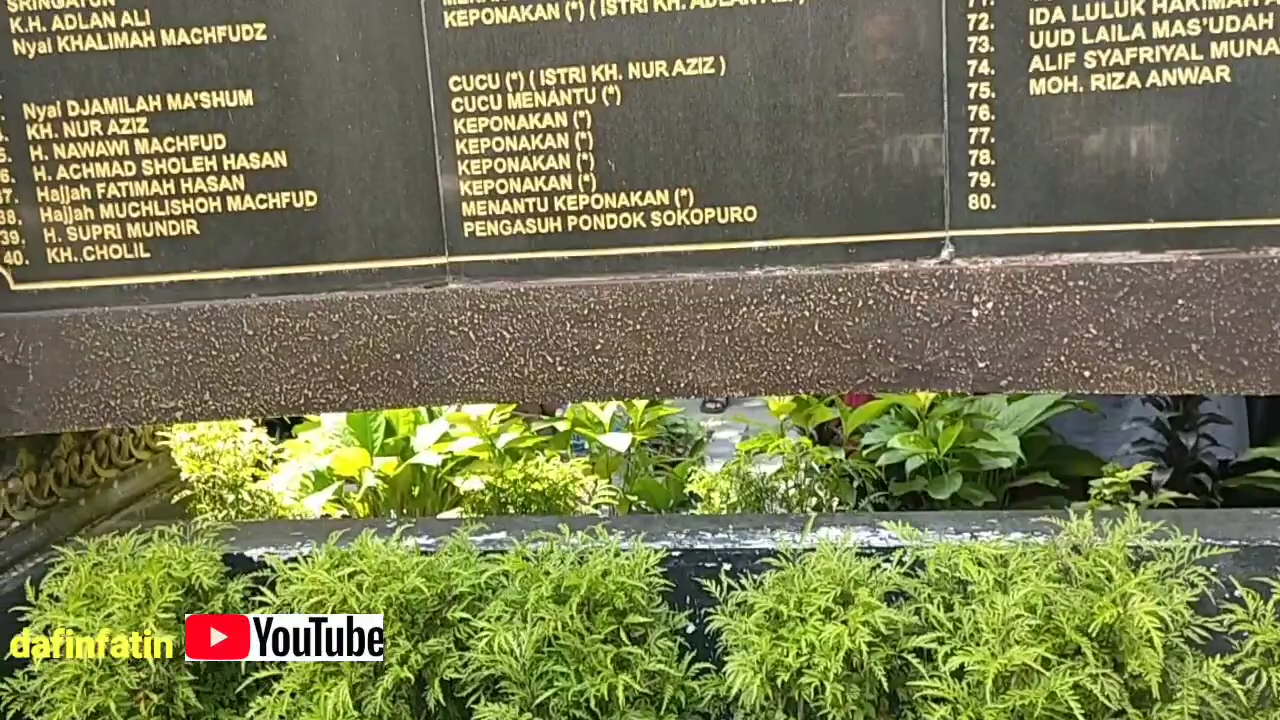 SRINGATUN
K.H. ADLAN ALI
Nyai KHALIMAH MACHFUDZ
Nyai DJAMILAH MA'SHUM
KH. NUR AZIZ
H. NAWAWI MACHFUD
H. ACHMAD SHOLEH HASAN
Hajjah FATIMAH HASAN
38. Hajjah MUCHLISHOH MACHFUD
39. H. SUPRI MUNDIR
40. KH. CHOLIL
KEPONAKAN (*) ( ISTRI KH. ADLAN ALI )
CUCU (*) ( ISTRI KH. NUR AZIZ )
CUCU MENANTU (*)
KEPONAKAN (*)
KEPONAKAN (*)
KEPONAKAN (*)
KEPONAKAN (*)
MENANTU KEPONAKAN (*)
PENGASUH PONDOK SOKOPURO
71.
72. IDA LULUK HAKIMAH
73. UUD LAILA MAS'UDAH
74. ALIF SYAFRIYAL MUNA
75. MOH. RIZA ANWAR
76.
77.
78.
79.
80.
dafinfatin YouTube